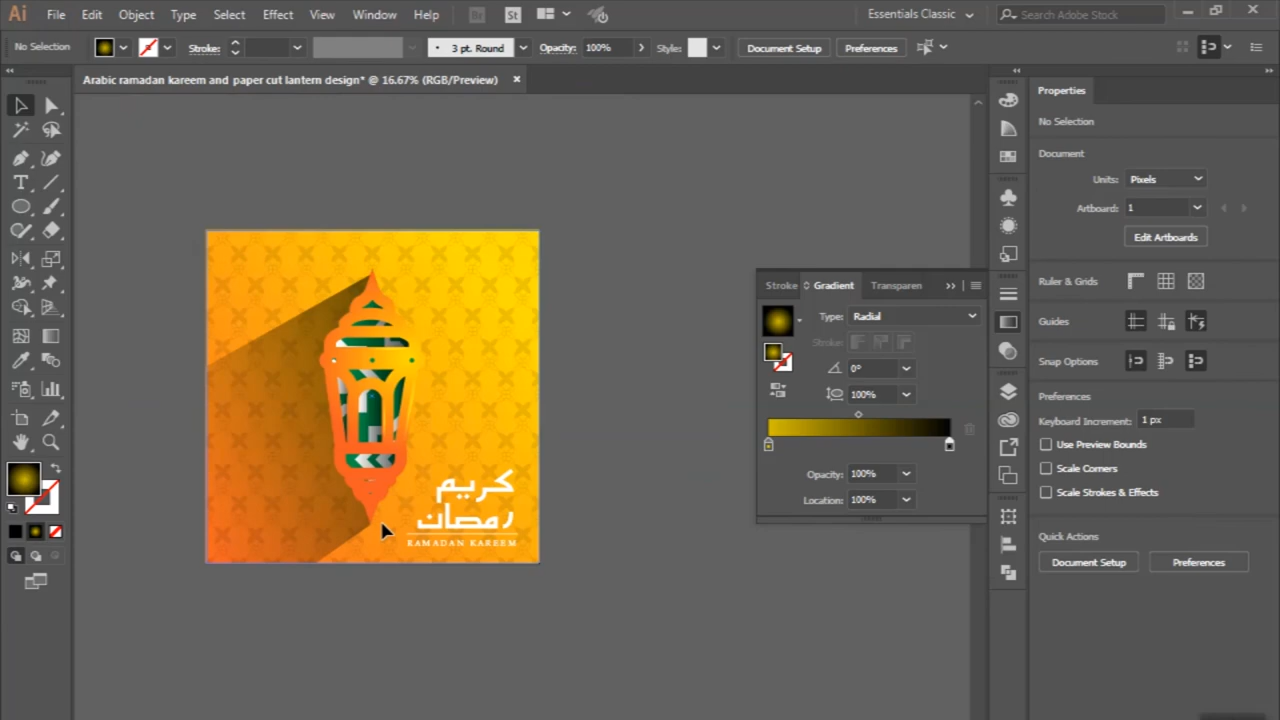 Ai File Edit Object Type Select Effect View Window Help Br St Essentials Classic Search Adobe Stock
No Selection Stroke: 3 pt. Round Opacity: 100% Style: Document Setup Preferences
Arabic ramadan kareem and paper cut lantern design* @ 16.67% (RGB/Preview)
Properties
No Selection
Document
Units: Pixels
Artboard: 1
Edit Artboards
Ruler & Grids
Guides
Snap Options
Preferences
Keyboard Increment: 1 px
Use Preview Bounds
Scale Corners
Scale Strokes & Effects
Quick Actions
Document Setup Preferences
Stroke Gradient Transparen
Type: Radial
Stroke:
0°
100%
Opacity: 100%
Location: 100%
كريم
رمضان
RAMADAN KAREEM